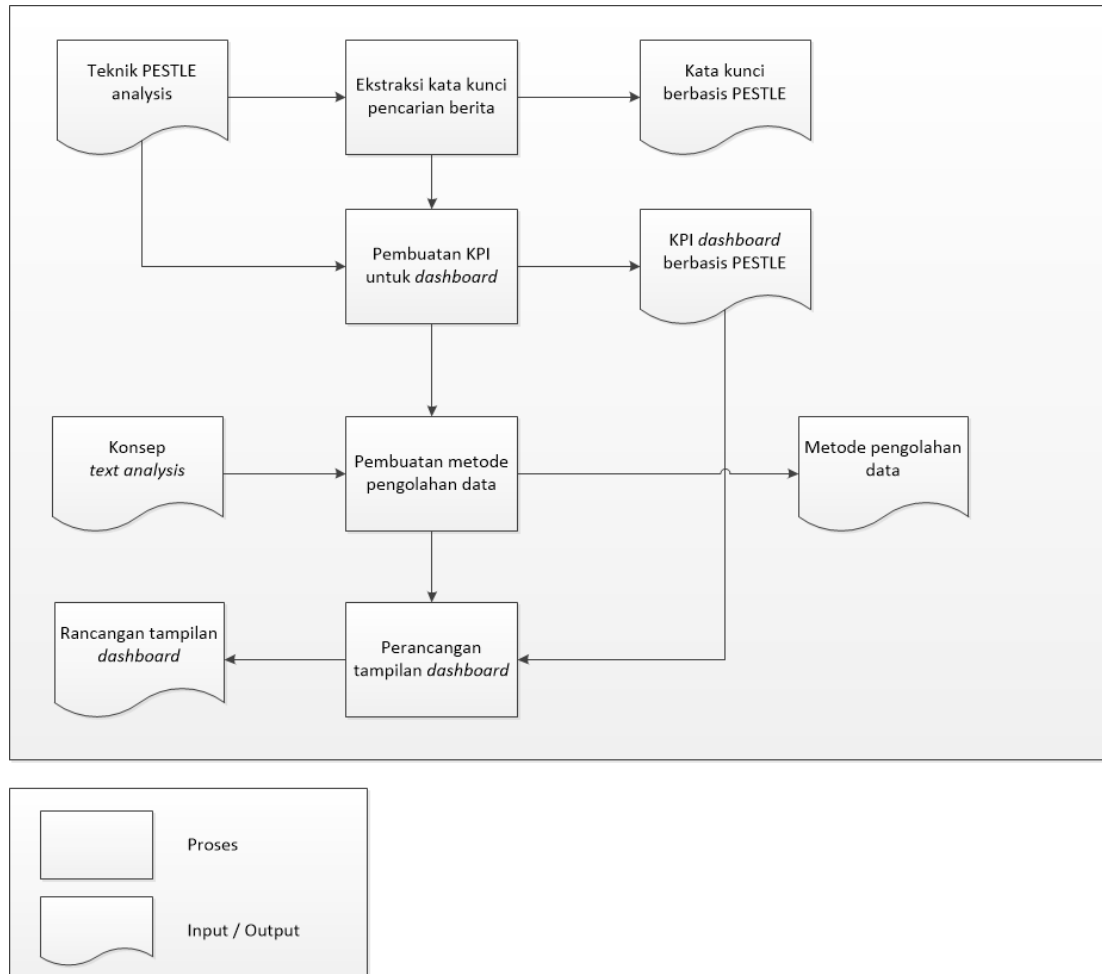 Teknik PESTLE
analysis
Ekstraksi kata kunci
pencarian berita
Kata kunci
berbasis PESTLE
Pembuatan KPI
untuk dashboard
KPI dashboard
berbasis PESTLE
Konsep
text analysis
Pembuatan metode
pengolahan data
Metode pengolahan
data
Rancangan tampilan
dashboard
Perancangan
tampilan dashboard
Proses
Input / Output